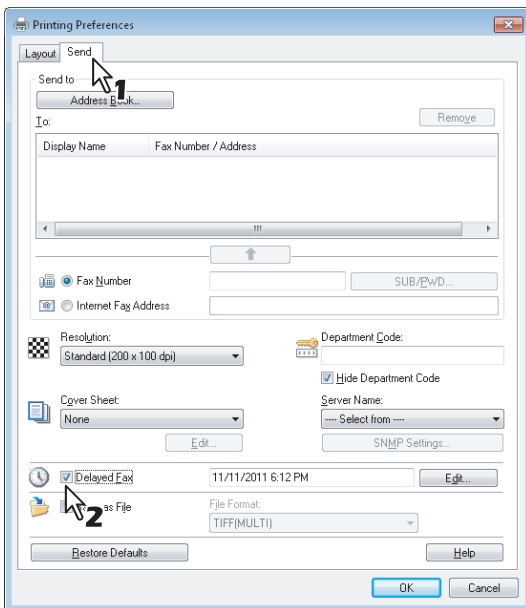 Printing Preferences
Layout Send
1
Send to
Address Book...
To:
Remove
Display Name Fax Number / Address
Fax Number
SUB/PWD...
Internet Fax Address
Resolution:
Standard (200 x 100 dpi)
Department Code:
Hide Department Code
Cover Sheet:
None
Edit...
Server Name:
---- Select from ----
SNMP Settings...
Delayed Fax 11/11/2011 6:12 PM Edit...
2
as File
File Format:
TIFF(MULTI)
Restore Defaults Help
OK Cancel